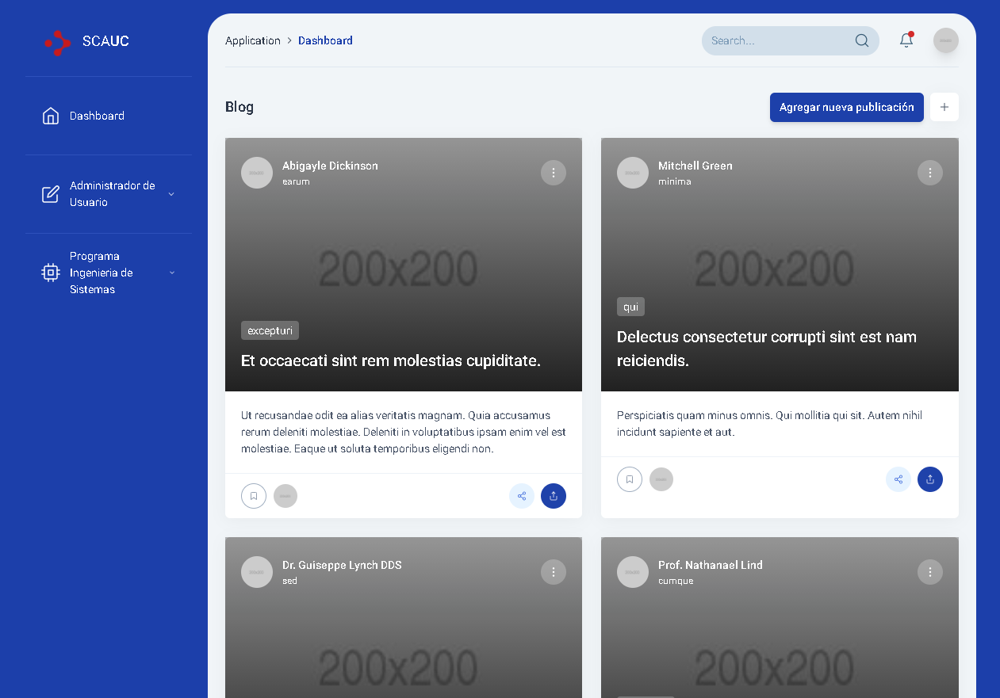 SCAUC
Application > Dashboard
Search...
Dashboard
Administrador de
Usuario
Programa
Ingenieria de
Sistemas
Blog
Agregar nueva publicación
Abigayle Dickinson
earum
200x200
excepturi
Et occaecati sint rem molestias cupiditate.
Ut recusandae odit ea alias veritatis magnam. Quia accusamus
rerum deleniti molestiae. Deleniti in voluptatibus ipsam enim vel est
molestiae. Eaque ut soluta temporibus eligendi non.
Mitchell Green
minima
200x200
qui
Delectus consectetur corrupti sint est nam
reiciendis.
Perspiciatis quam minus omnis. Qui mollitia qui sit. Autem nihil
incidunt sapiente et aut.
Dr. Guiseppe Lynch DDS
sed
200x200
Prof. Nathanael Lind
cumque
200x200